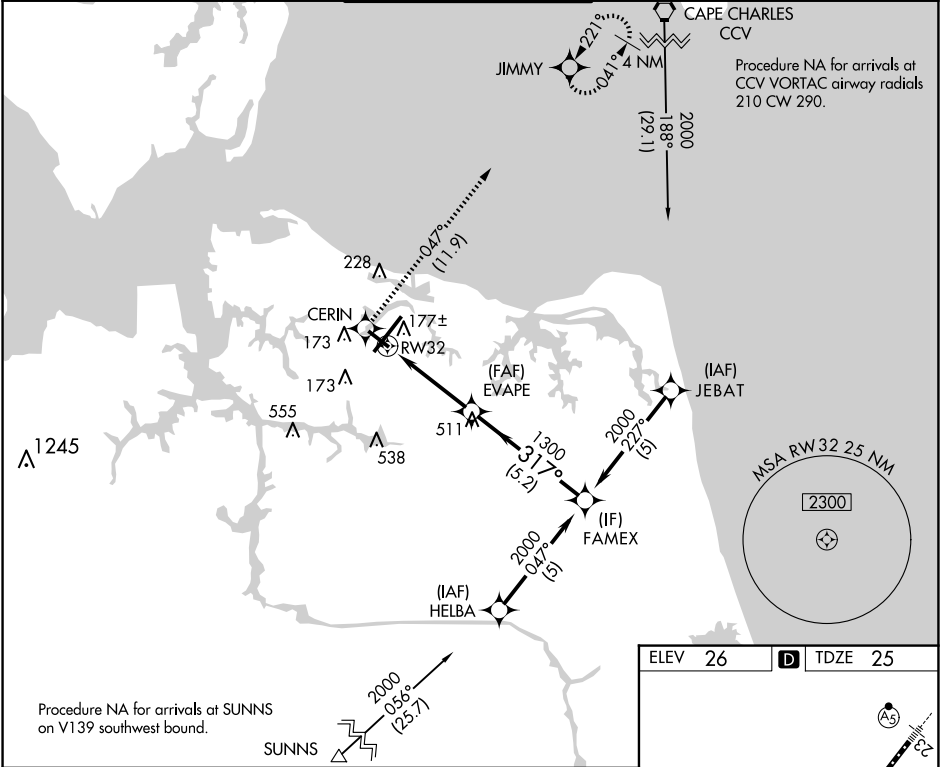 CAPE CHARLES
CCV
JIMMY
221°
041°
4 NM
Procedure NA for arrivals at
CCV VORTAC airway radials
210 CW 290.
2000
188°
(29.1)
047°
(11.9)
228
CERIN
177±
173
RW32
173
(FAF)
EVAPE
(IAF)
JEBAT
555
511
538
1245
1300
317°
(5.2)
2000
227°
(5)
MSA RW32 25 NM
2300
(IF)
FAMEX
2000
047°
(5)
(IAF)
HELBA
ELEV 26
D
TDZE 25
Procedure NA for arrivals at SUNNS
on V139 southwest bound.
2000
056°
(25.7)
SUNNS
A5
23